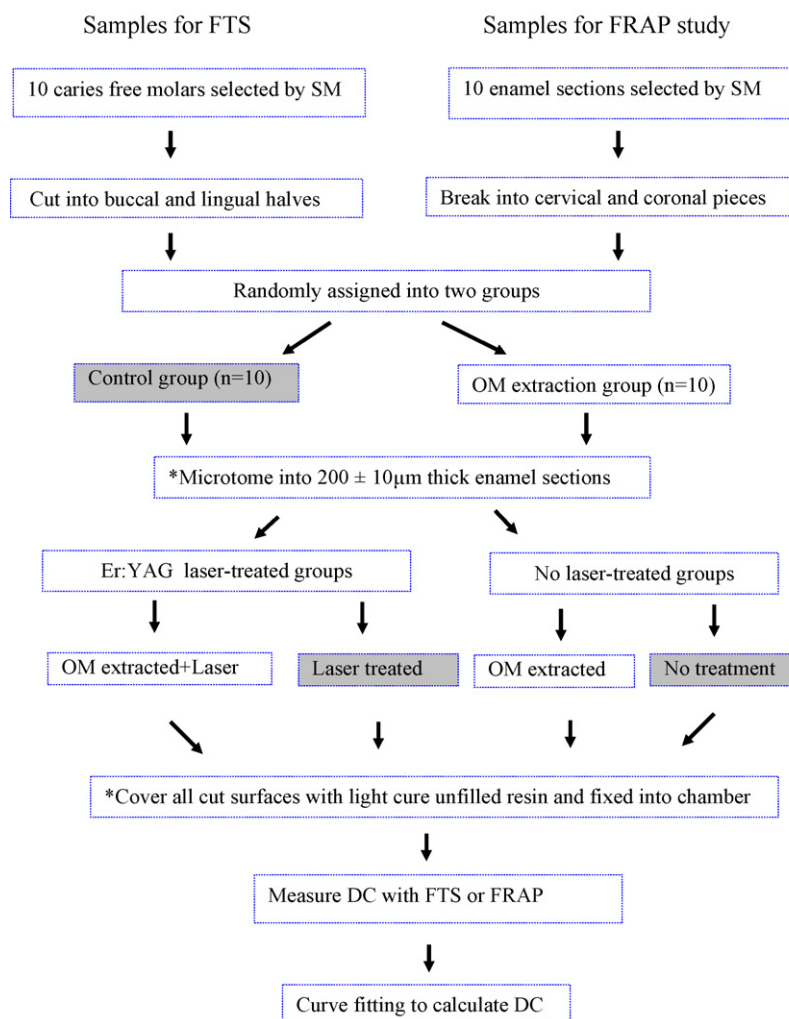 Samples for FTS
Samples for FRAP study
10 caries free molars selected by SM
10 enamel sections selected by SM
Cut into buccal and lingual halves
Break into cervical and coronal pieces
Randomly assigned into two groups
Control group (n=10)
OM extraction group (n=10)
*Microtome into 200 ± 10µm thick enamel sections
Er:YAG laser-treated groups
No laser-treated groups
OM extracted+Laser
Laser treated
OM extracted
No treatment
*Cover all cut surfaces with light cure unfilled resin and fixed into chamber
Measure DC with FTS or FRAP
Curve fitting to calculate DC